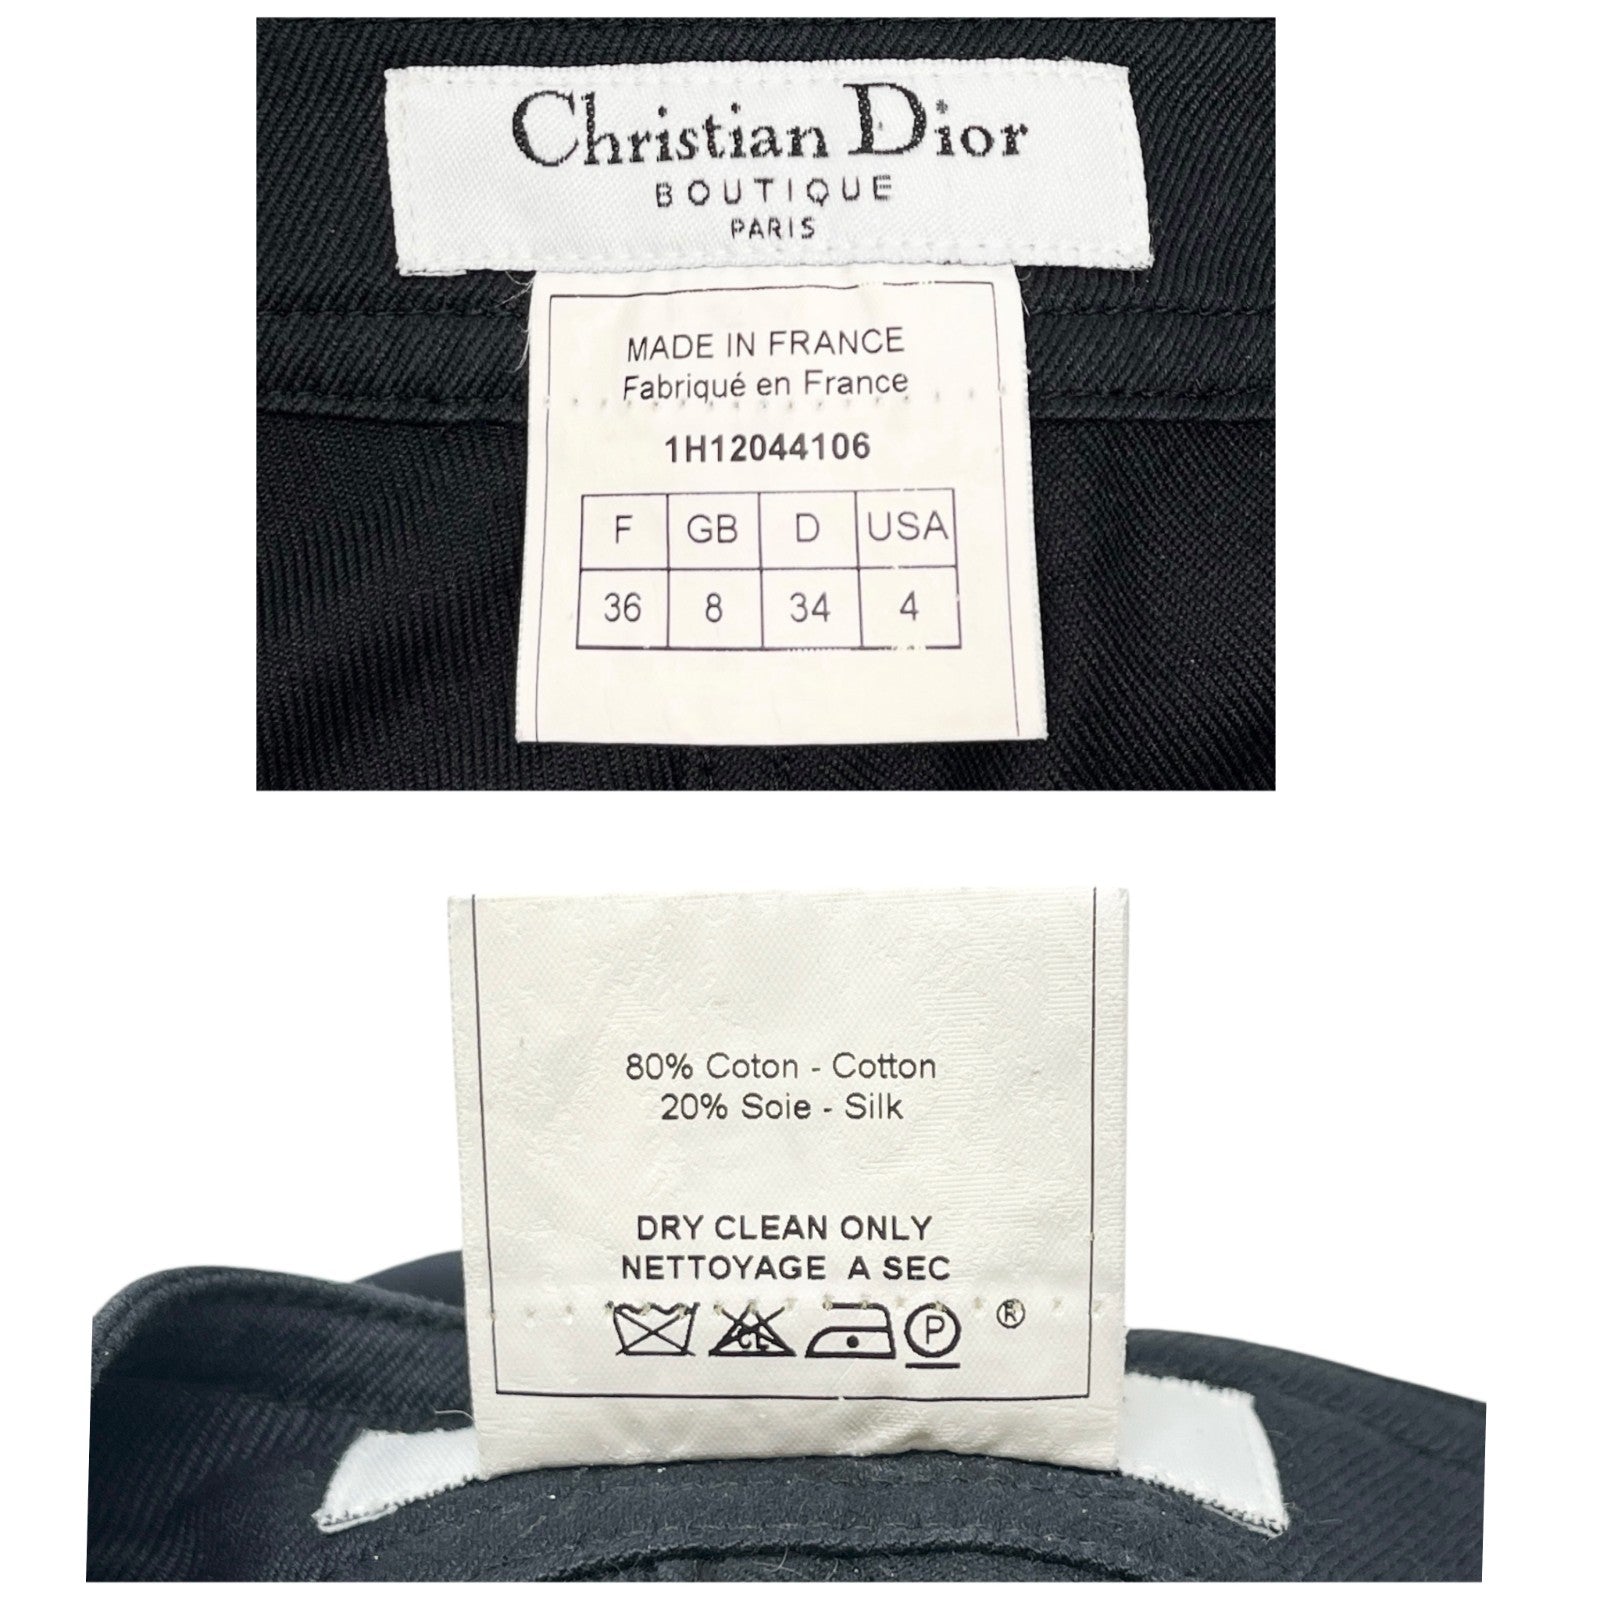 Christian Dior
BOUTIQUE
PARIS
MADE IN FRANCE
Fabriqué en France
1H12044106
F GB D USA
36 8 34 4
80% Coton - Cotton
20% Soie - Silk
DRY CLEAN ONLY
NETTOYAGE A SEC
CL P ®